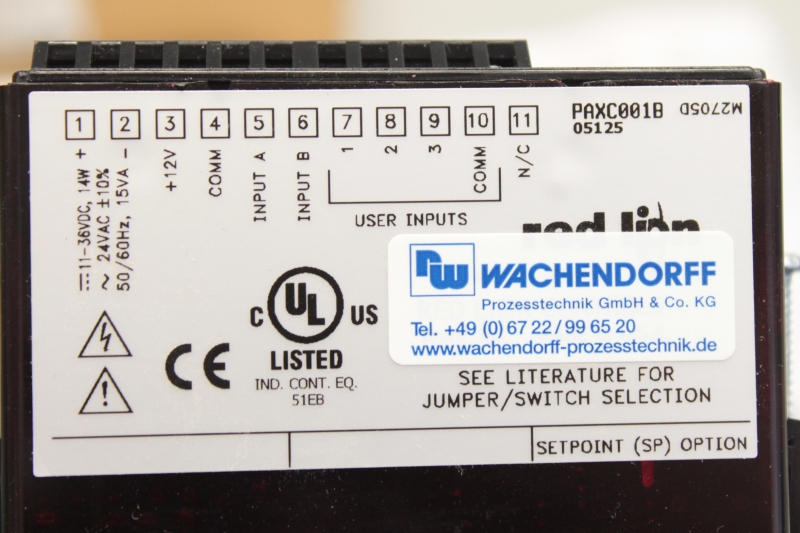 1 2 3 4 5 6 7 8 9 10 11
PAXC001B
M2705D
05125
⎓ 11-36VDC, 14W +
~ 24VAC ±10%
50/60Hz, 15VA -
+12V
COMM
INPUT A
INPUT B
1
2
3
COMM
N/C
USER INPUTS
red lion
rw WACHENDORFF
Prozesstechnik GmbH & Co. KG
Tel. +49 (0) 67 22 / 99 65 20
www.wachendorff-prozesstechnik.de
C UL US
LISTED
IND. CONT. EQ.
51EB
CE
SEE LITERATURE FOR
JUMPER/SWITCH SELECTION
SETPOINT (SP) OPTION